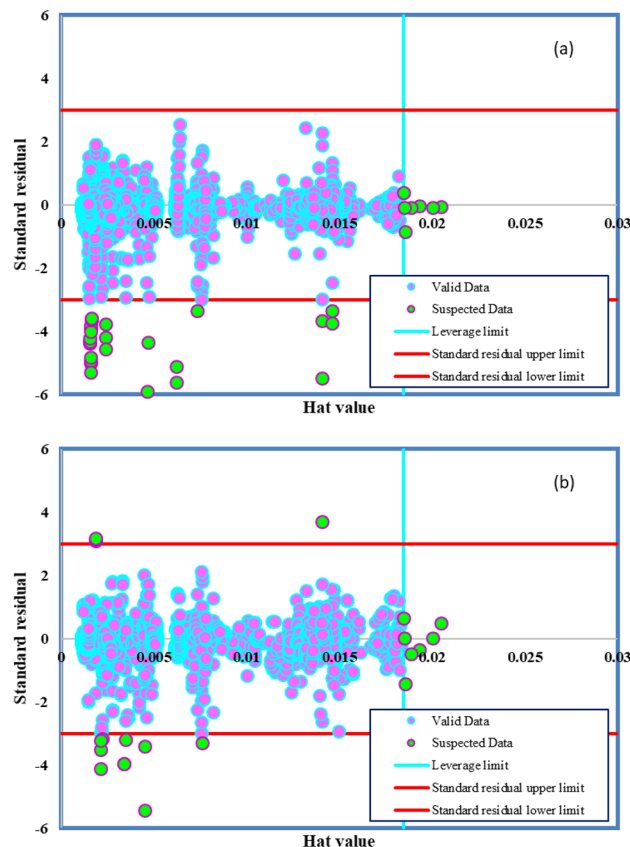 6
(a)
4
2
Standard residual
0
0 0.005 0.01 0.015 0.02 0.025 0.03
-2
Valid Data
Suspected Data
Leverage limit
-4
Standard residual upper limit
Standard residual lower limit
-6
Hat value
6
(b)
4
2
Standard residual
0
0 0.005 0.01 0.015 0.02 0.025 0.03
-2
Valid Data
Suspected Data
-4
Leverage limit
Standard residual upper limit
Standard residual lower limit
-6
Hat value